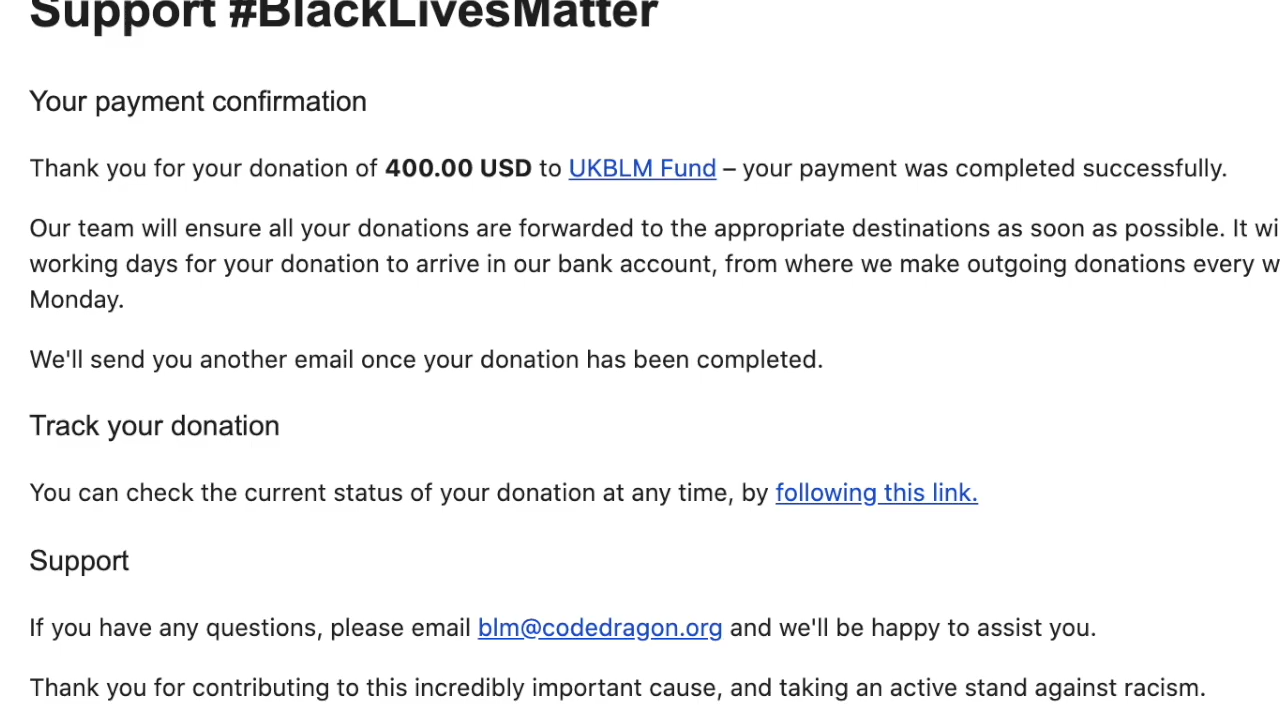 Support #BlackLivesMatter
Your payment confirmation
Thank you for your donation of 400.00 USD to UKBLM Fund – your payment was completed successfully.
Our team will ensure all your donations are forwarded to the appropriate destinations as soon as possible. It
working days for your donation to arrive in our bank account, from where we make outgoing donations every
Monday.
We'll send you another email once your donation has been completed.
Track your donation
You can check the current status of your donation at any time, by following this link.
Support
If you have any questions, please email blm@codedragon.org and we'll be happy to assist you.
Thank you for contributing to this incredibly important cause, and taking an active stand against racism.